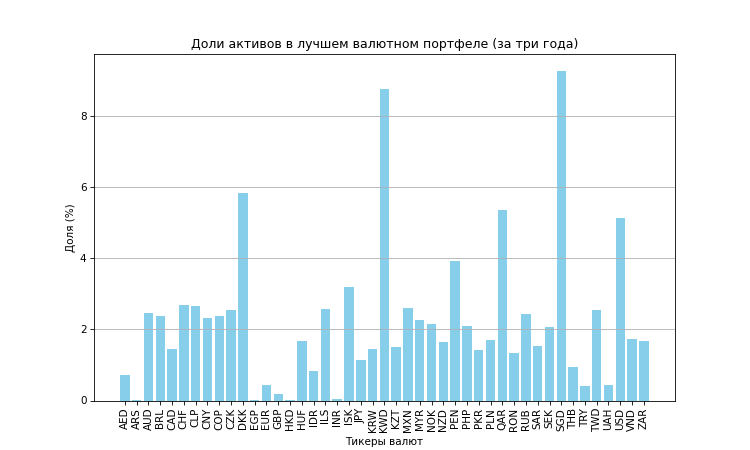 Доли активов в лучшем валютном портфеле (за три года)
Доля (%)
8
6
4
2
0
AED ARS AUD BRL CAD CHF CLP CNY COP CZK DKK EGP EUR GBP HKD HUF IDR ILS INR ISK JPY KRW KWD KZT MXN MYR NOK NZD PEN PHP PKR PLN QAR RON RUB SAR SEK SGD THB TRY TWD UAH USD VND ZAR
Тикеры валют